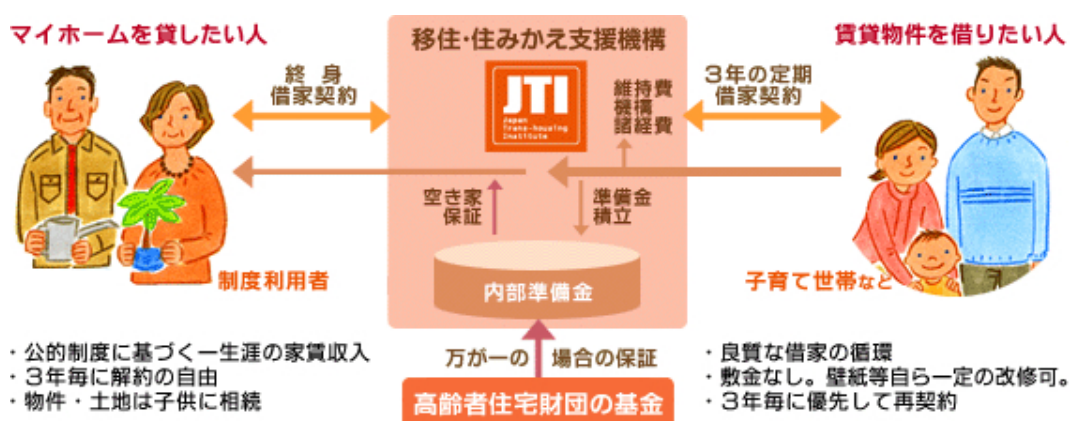 マイホームを貸したい人
移住・住みかえ支援機構
賃貸物件を借りたい人
終 身
借家契約
JTI
Japan
Trans-housing
Institute
維持費
機構
諸経費
3年の定期
借家契約
空き家
保証
準備金
積立
制度利用者
内部準備金
子育て世帯など
・公的制度に基づく一生涯の家賃収入
・3年毎に解約の自由
・物件・土地は子供に相続
万が一の 場合の保証
高齢者住宅財団の基金
・良質な借家の循環
・敷金なし。壁紙等自ら一定の改修可。
・3年毎に優先して再契約